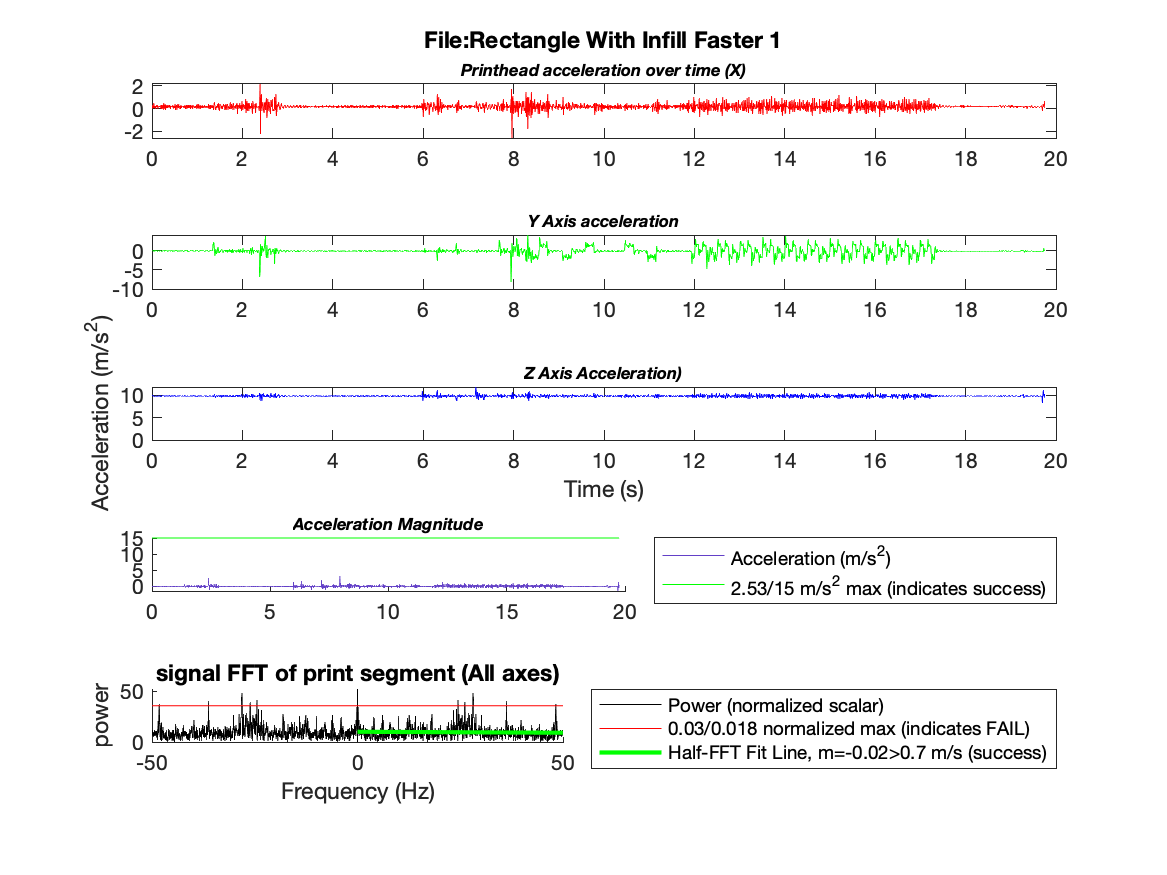 File:Rectangle With Infill Faster 1
Printhead acceleration over time (X)
2
0
-2
0 2 4 6 8 10 12 14 16 18 20
Y Axis acceleration
0
-5
-10
0 2 4 6 8 10 12 14 16 18 20
Acceleration (m/s²)
Z Axis Acceleration)
10
5
0
0 2 4 6 8 10 12 14 16 18 20
Time (s)
Acceleration Magnitude
15
10
5
0
0 5 10 15 20
Acceleration (m/s²)
2.53/15 m/s² max (indicates success)
signal FFT of print segment (All axes)
power
50
0
-50 0 50
Frequency (Hz)
Power (normalized scalar)
0.03/0.018 normalized max (indicates FAIL)
Half-FFT Fit Line, m=-0.02>0.7 m/s (success)